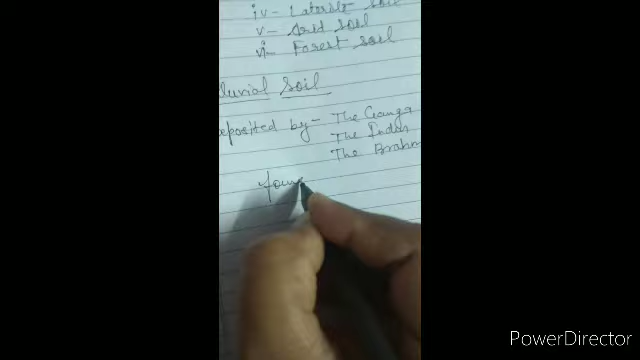 iv- Laterite soil
v- Arid soil
vi- Forest soil
lluvial Soil
eposited by- The Ganga
The Indus
The Brahm
foun
PowerDirector